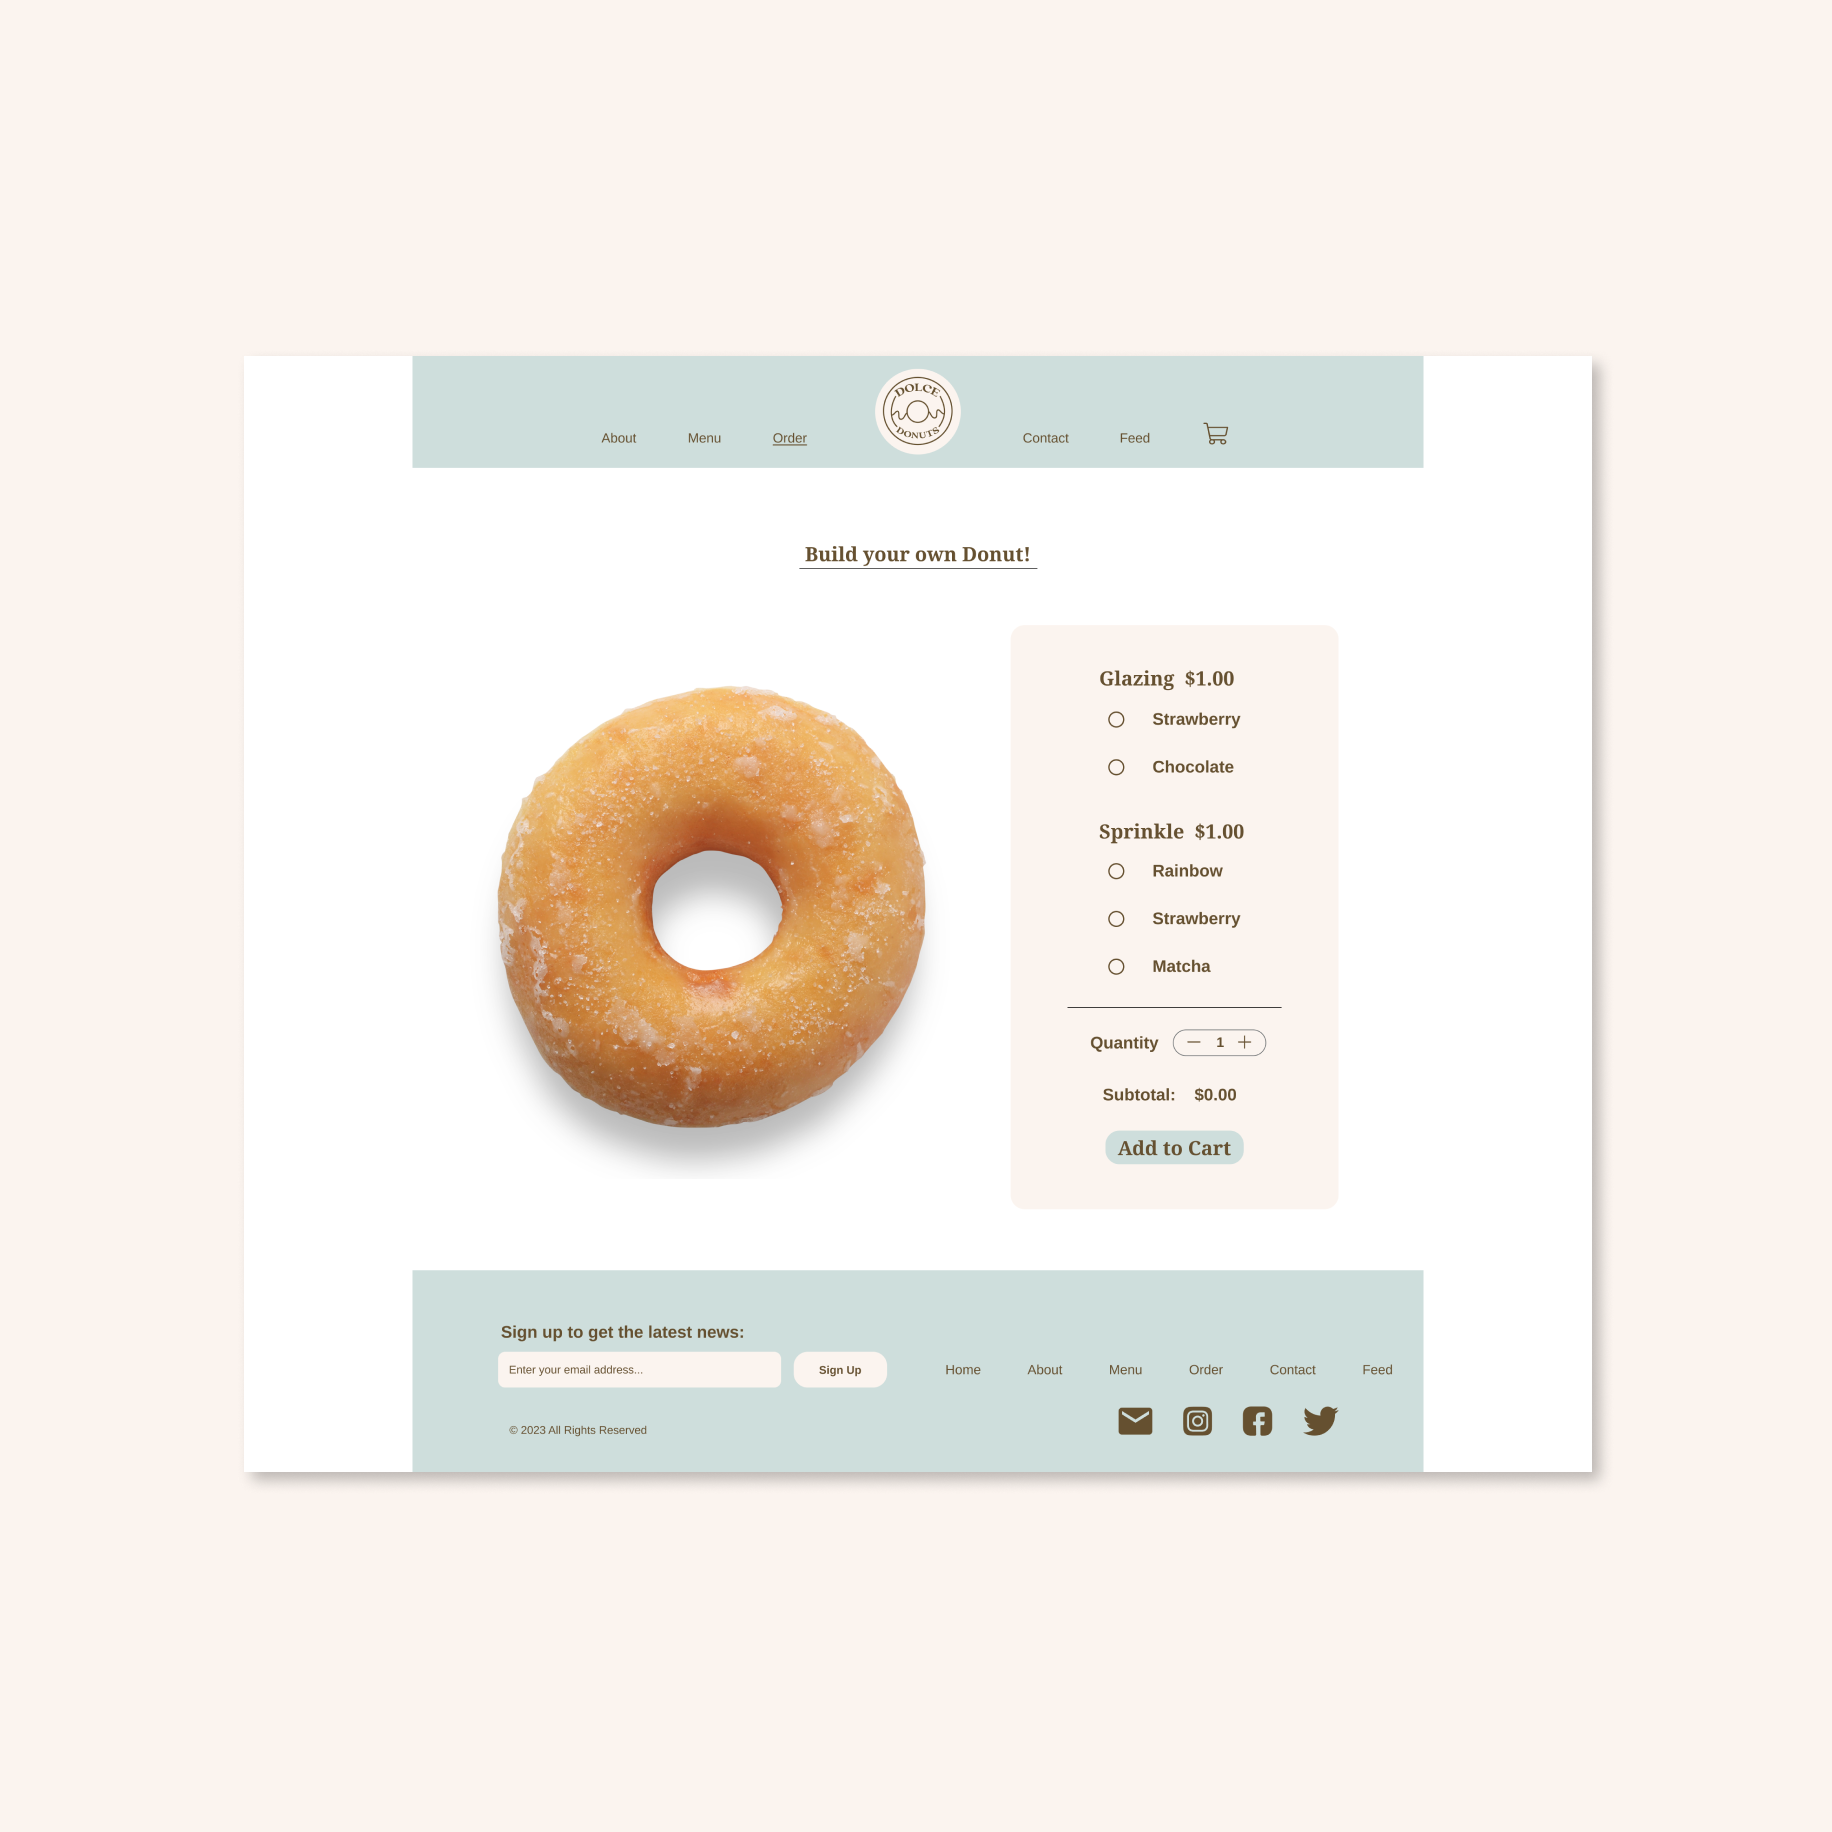 DOLCE
DONUTS
About Menu Order Contact Feed
Build your own Donut!
Glazing $1.00
Strawberry
Chocolate
Sprinkle $1.00
Rainbow
Strawberry
Matcha
Quantity 1
Subtotal: $0.00
Add to Cart
Sign up to get the latest news:
Enter your email address...
Sign Up
Home About Menu Order Contact Feed
© 2023 All Rights Reserved